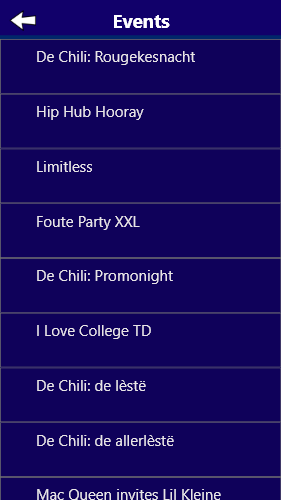 Events
De Chili: Rougekesnacht
Hip Hub Hooray
Limitless
Foute Party XXL
De Chili: Promonight
I Love College TD
De Chili: de lèstë
De Chili: de allerlèstë
Mac Queen invites Lil Kleine